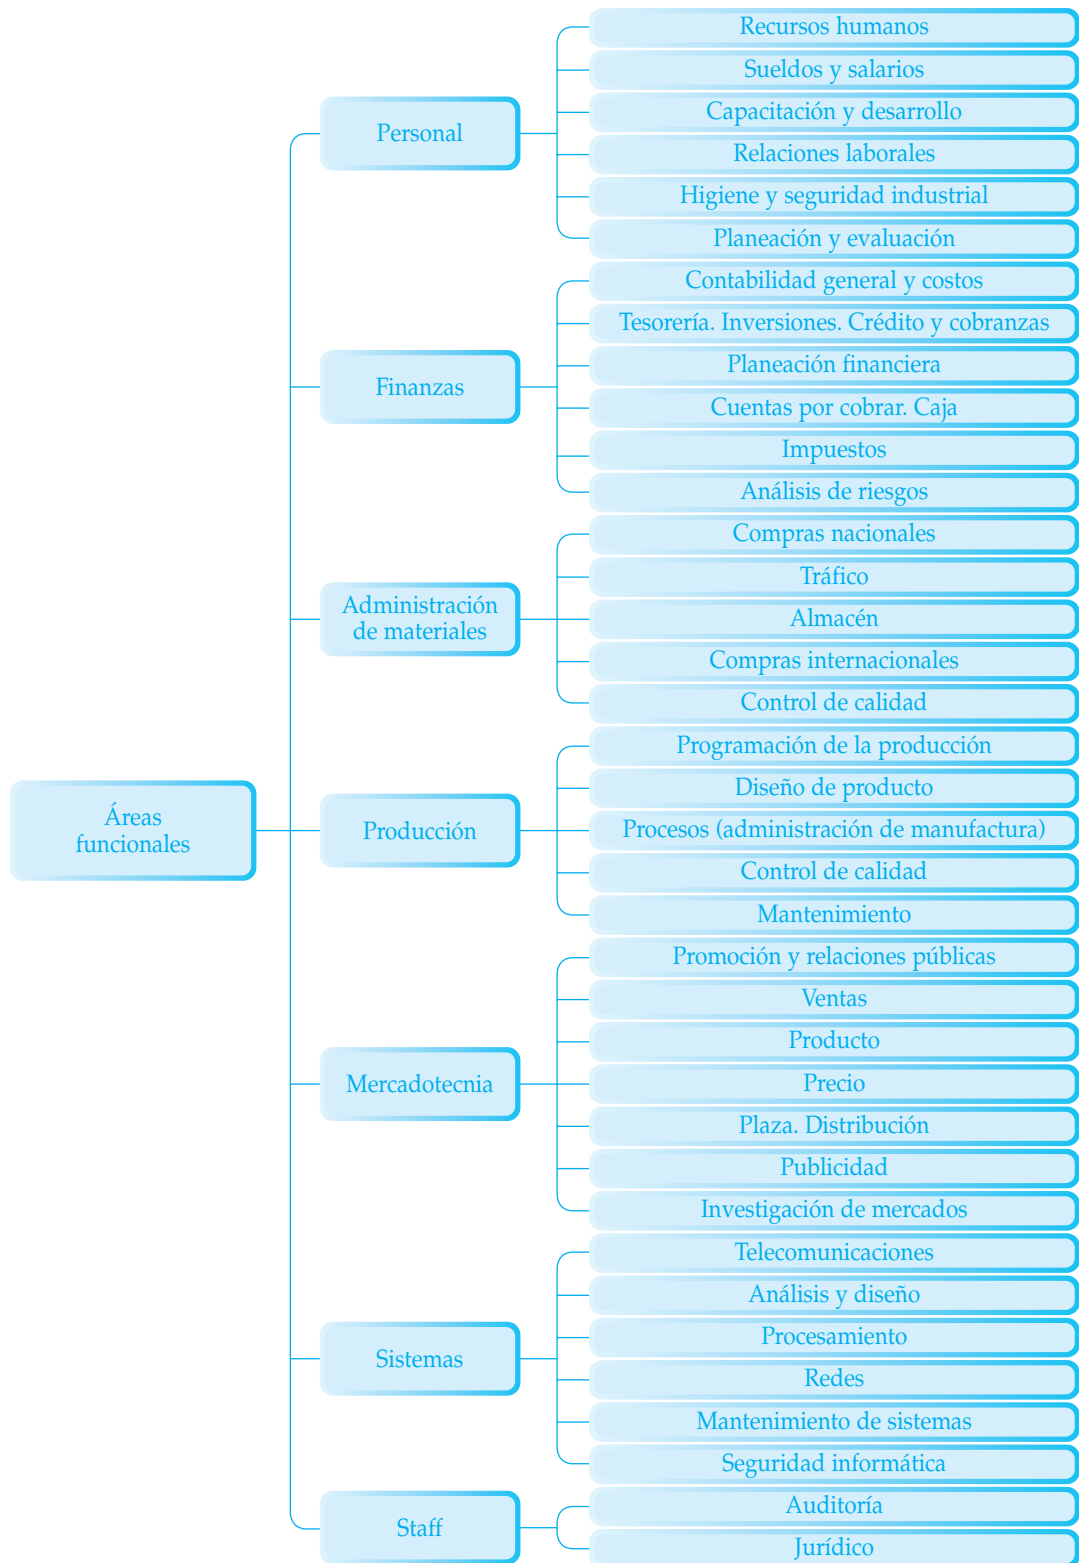 Áreas
funcionales
Personal
Recursos humanos
Sueldos y salarios
Capacitación y desarrollo
Relaciones laborales
Higiene y seguridad industrial
Planeación y evaluación
Finanzas
Contabilidad general y costos
Tesorería. Inversiones. Crédito y cobranzas
Planeación financiera
Cuentas por cobrar. Caja
Impuestos
Análisis de riesgos
Administración
de materiales
Compras nacionales
Tráfico
Almacén
Compras internacionales
Control de calidad
Producción
Programación de la producción
Diseño de producto
Procesos (administración de manufactura)
Control de calidad
Mantenimiento
Mercadotecnia
Promoción y relaciones públicas
Ventas
Producto
Precio
Plaza. Distribución
Publicidad
Investigación de mercados
Sistemas
Telecomunicaciones
Análisis y diseño
Procesamiento
Redes
Mantenimiento de sistemas
Seguridad informática
Staff
Auditoría
Jurídico